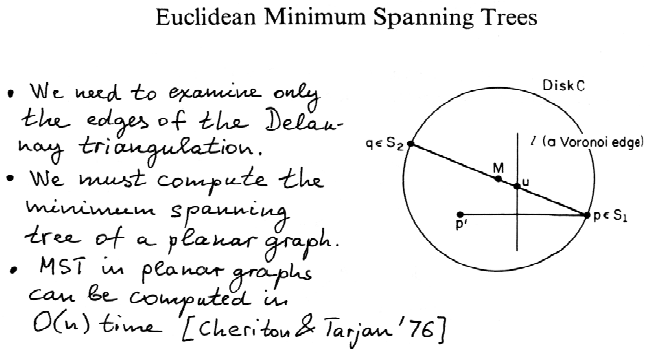 Euclidean Minimum Spanning Trees
• We need to examine only
the edges of the Delau-
nay triangulation.
• We must compute the
minimum spanning
tree of a planar graph.
• MST in planar graphs
can be computed in
O(n) time [Cheriton & Tarjan '76]
Disk C
q ∈ S₂
l (a Voronoi edge)
M
u
p'
p ∈ S₁